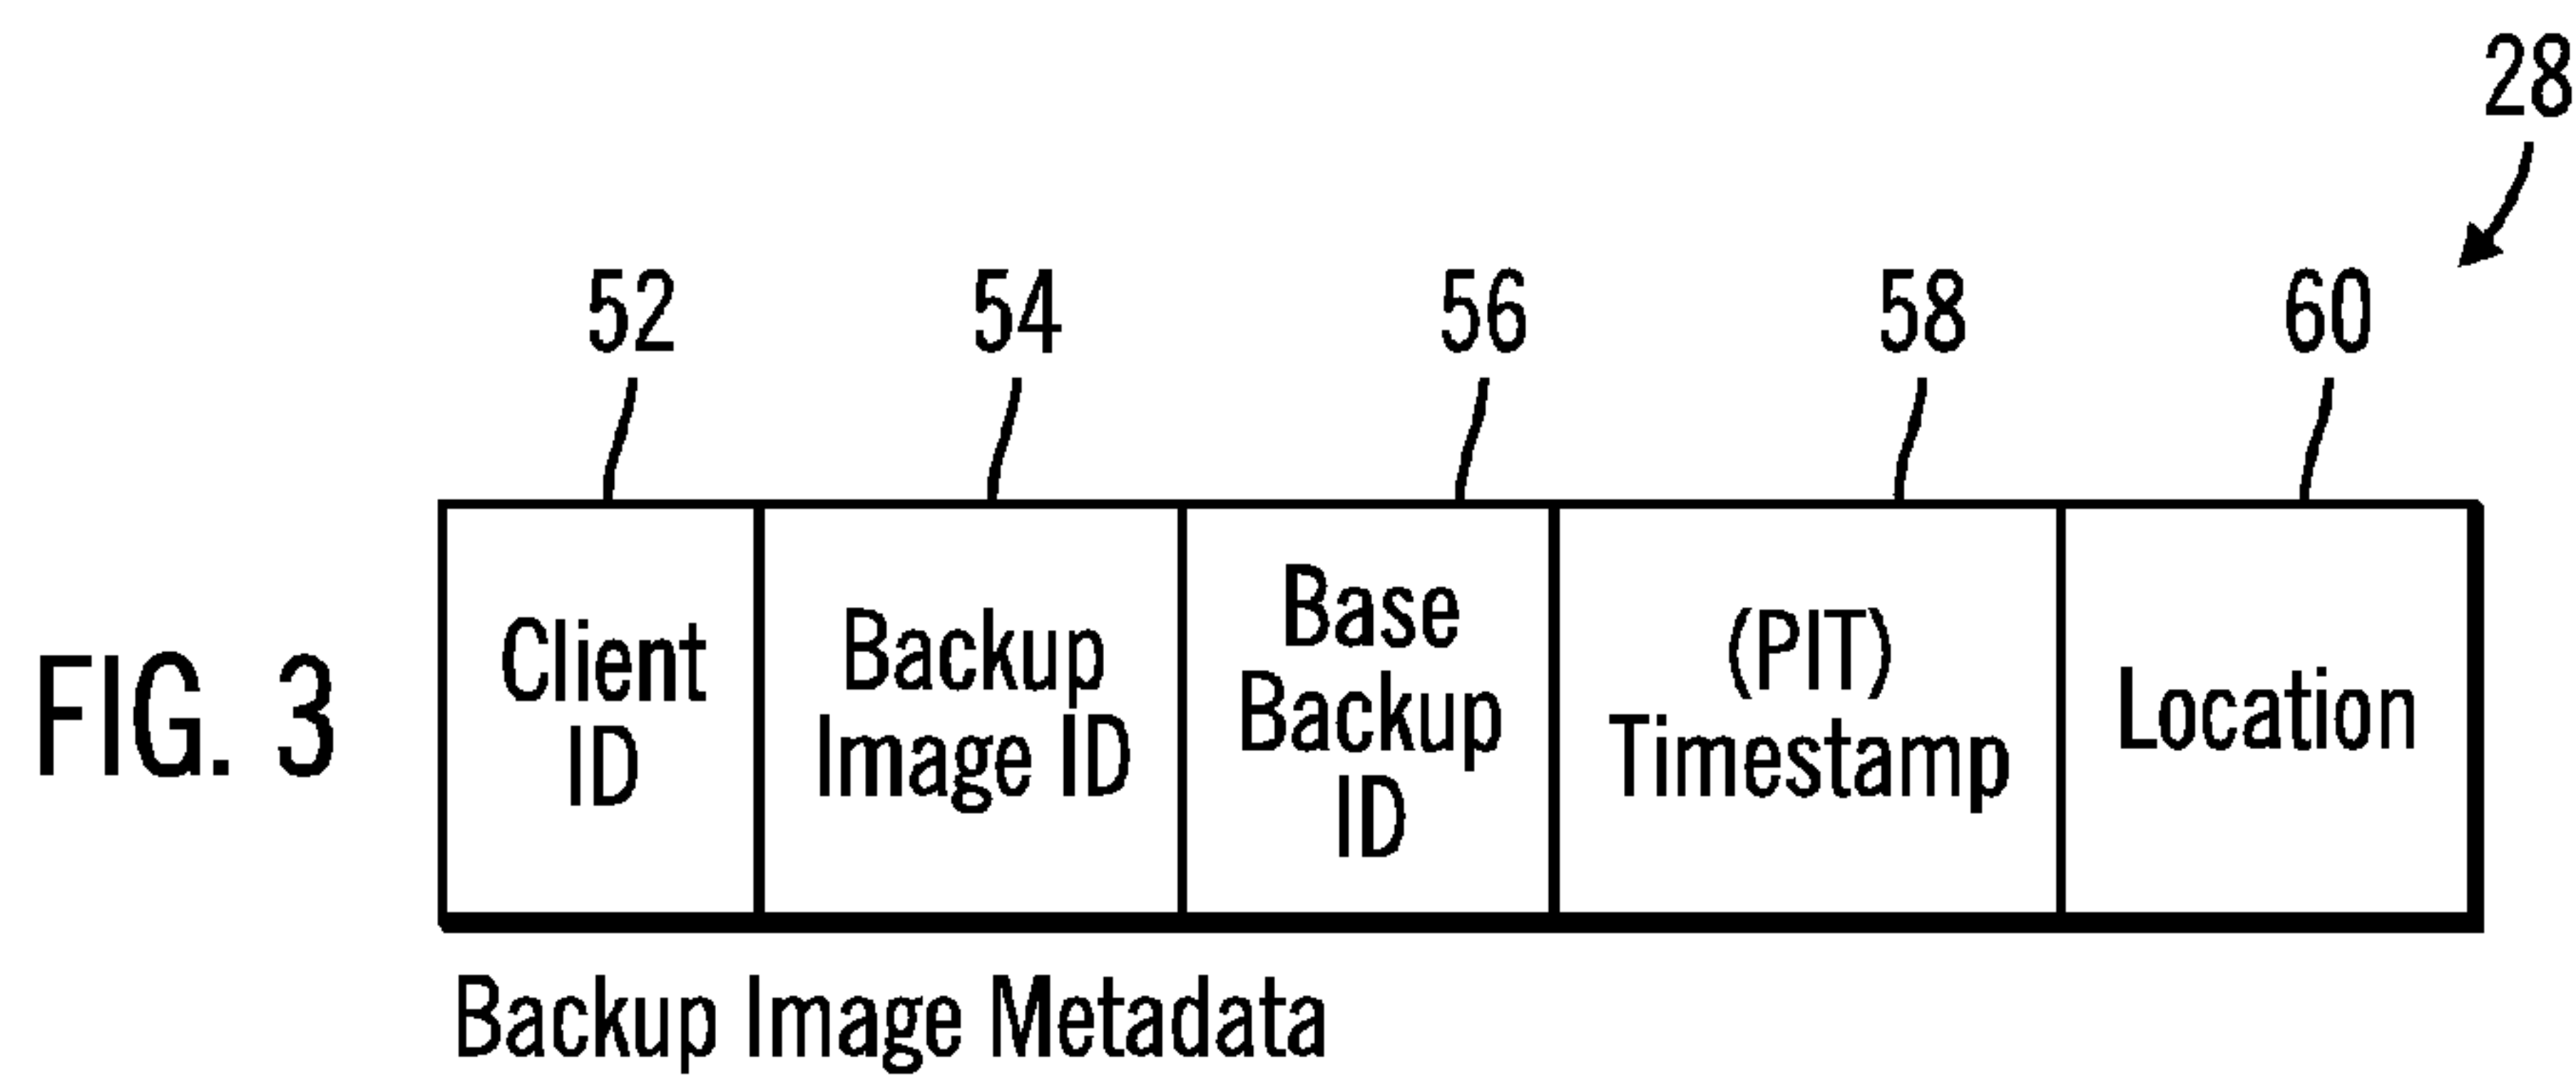 28
52 54 56 58 60
FIG. 3
Client
ID
Backup
Image ID
Base
Backup
ID
(PIT)
Timestamp
Location
Backup Image Metadata